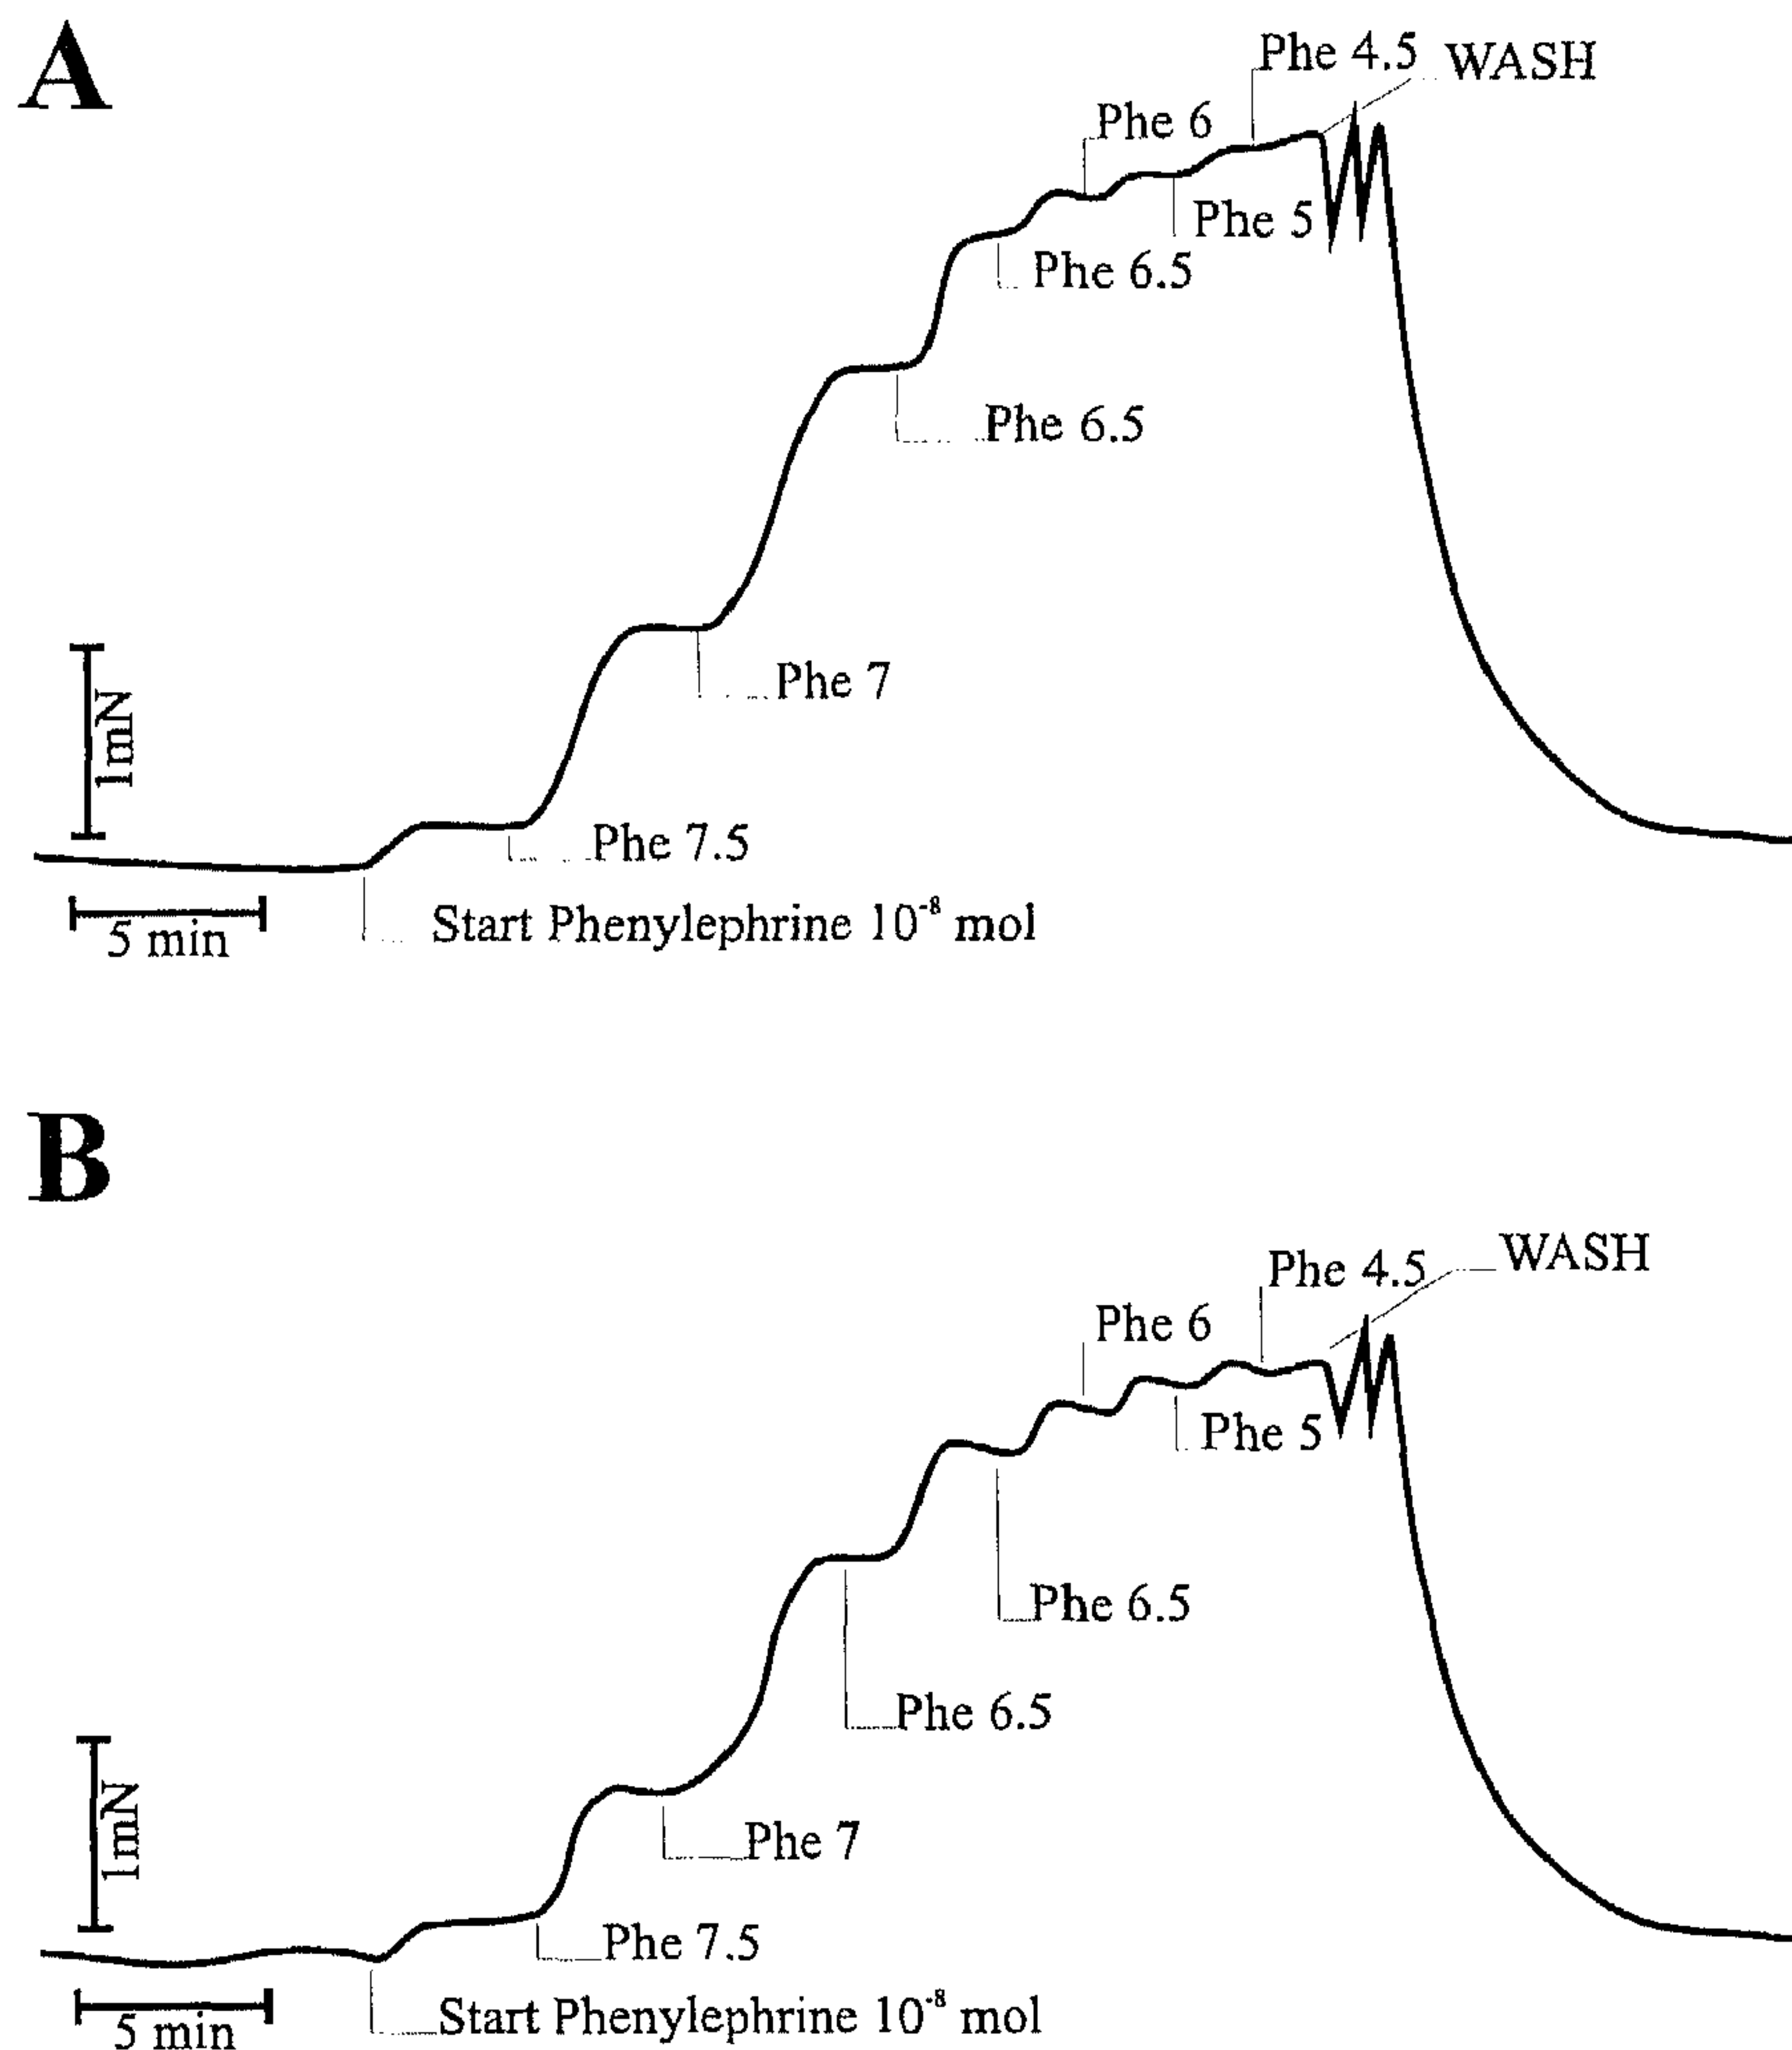 A
Phe 4.5
WASH
Phe 6
Phe 5
Phe 6.5
Phe 6.5
Phe 7
1mN
Phe 7.5
Start Phenylephrine 10⁻⁸ mol
5 min
B
WASH
Phe 4.5
Phe 6
Phe 5
Phe 6.5
Phe 6.5
1mN
Phe 7
Phe 7.5
Start Phenylephrine 10⁻⁸ mol
5 min